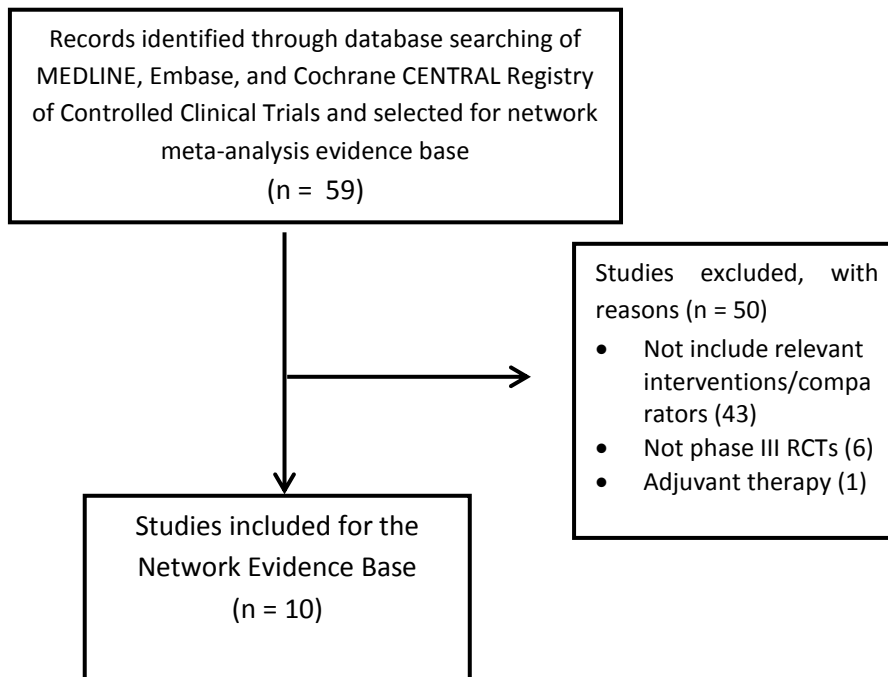 Records identified through database searching of
MEDLINE, Embase, and Cochrane CENTRAL Registry
of Controlled Clinical Trials and selected for network
meta-analysis evidence base
(n = 59)
Studies excluded, with
reasons (n = 50)
• Not include relevant
interventions/compa
rators (43)
• Not phase III RCTs (6)
• Adjuvant therapy (1)
Studies included for the
Network Evidence Base
(n = 10)